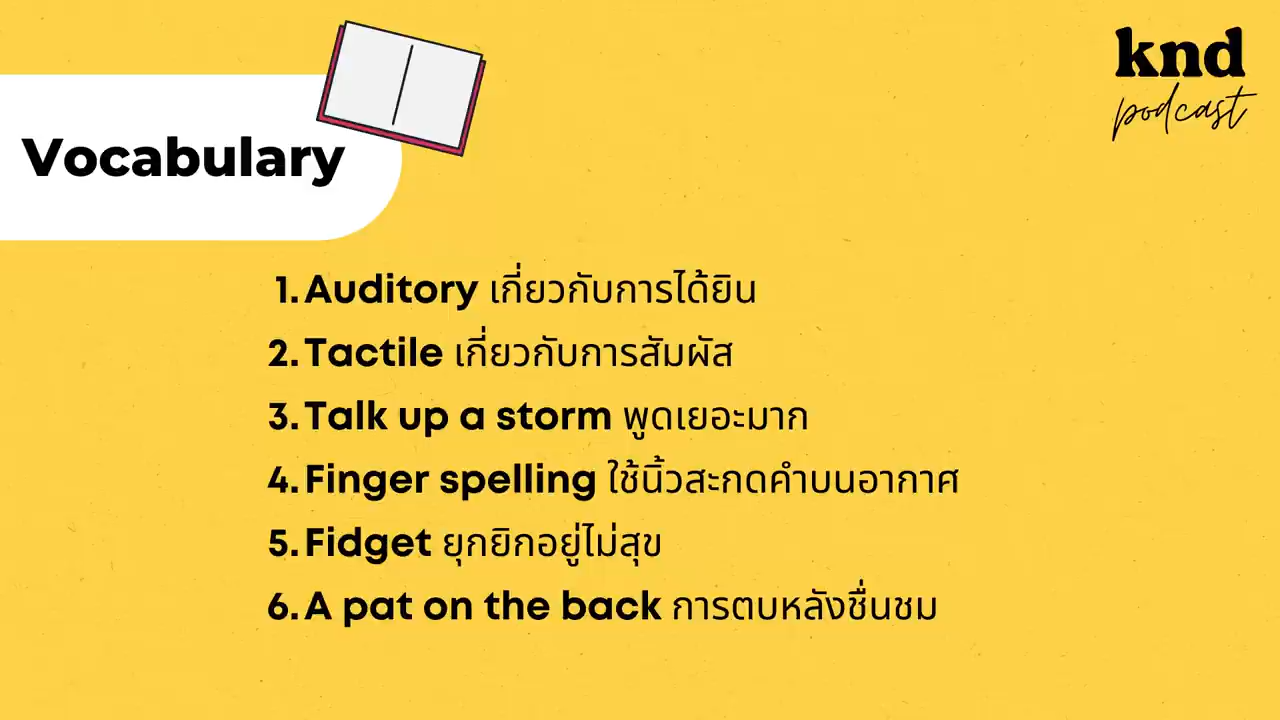 knd
podcast
Vocabulary
1. Auditory เกี่ยวกับการได้ยิน
2. Tactile เกี่ยวกับการสัมผัส
3. Talk up a storm พูดเยอะมาก
4. Finger spelling ใช้นิ้วสะกดคำบนอากาศ
5. Fidget ยุกยิกอยู่ไม่สุข
6. A pat on the back การตบหลังชื่นชม